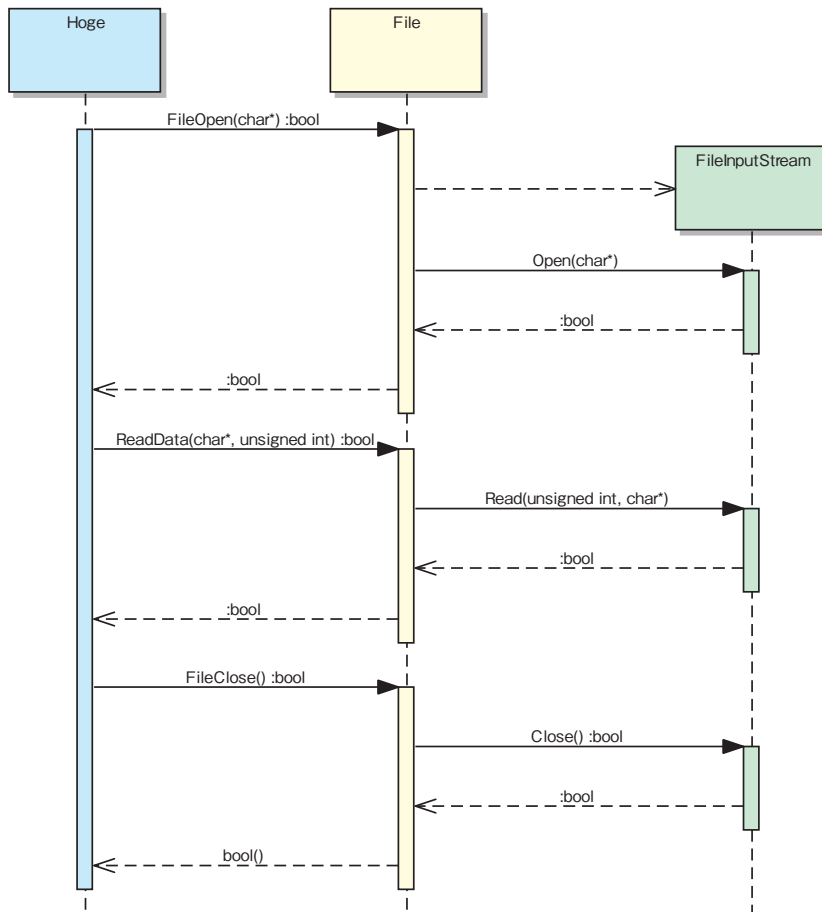 Hoge
File
FileOpen(char*) :bool
FileInputStream
Open(char*)
:bool
:bool
ReadData(char*, unsigned int) :bool
Read(unsigned int, char*)
:bool
:bool
FileClose() :bool
Close() :bool
:bool
bool()